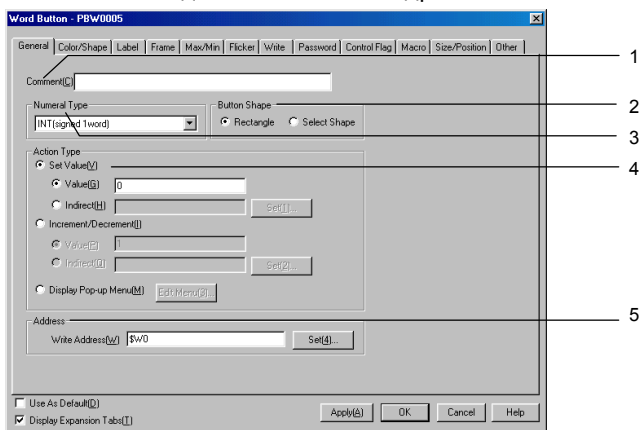 Word Button - PBW0005
General Color/Shape Label Frame Max/Min Flicker Write Password Control Flag Macro Size/Position Other
1
Comment(C)
Numeral Type
Button Shape
2
INT(signed 1word)
Rectangle
Select Shape
3
Action Type
Set Value(V)
4
Value(G) 0
Indirect(H)
Set(1)...
Increment/Decrement(I)
Value(P) 1
Set(2)...
Display Pop-up Menu(M)
Edit Menu(3)...
Address
5
Write Address(W) $W0
Set(4)...
Use As Default(D)
Display Expansion Tabs(T)
Apply(A)
OK
Cancel
Help